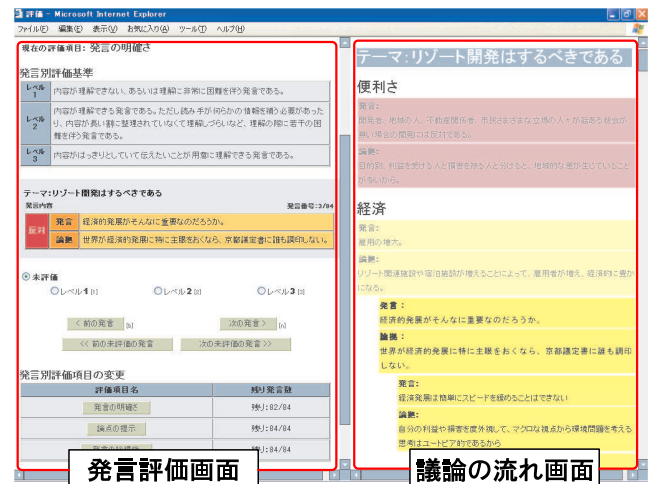 評価 - Microsoft Internet Explorer
ファイル(F) 編集(E) 表示(V) お気に入り(A) ツール(T) ヘルプ(H)
現在の評価項目: 発言の明確さ
発言別評価基準
レベル1 内容が理解できない、あるいは理解に非常に困難を伴う発言である。
レベル2 内容が理解できる発言である。ただし読み手が何らかの情報を補う必要があったり、内容が長い割に整理されていなくて理解しづらいなど、理解の際に若干の困難を伴う発言である。
レベル3 内容がはっきりとしていて伝えたいことが用意に理解できる発言である。
テーマ:リゾート開発はするべきである
発言内容 発言番号:3/84
反対
発言 経済的発展がそんなに重要なのだろうか。
論拠 世界が経済的発展に特に主眼をおくなら、京都議定書に誰も調印しない。
未評価
レベル1 [1] レベル2 [2] レベル3 [3]
< 前の発言 [b] 次の発言 > [n]
<< 前の未評価の発言 次の未評価の発言 >>
発言別評価項目の変更
評価項目名 残り発言数
発言の明確さ 残り:82/84
論点の提示 残り:84/84
残り:84/84
発言評価画面
テーマ:リゾート開発はするべきである
便利さ
発言:
開発者、地域の人、不動産関係者、市民はさまざまな立場の人々が
無い場合の開発には反対である。
論拠:
目的別、利益を受ける人と損害を被る人と分けると、地域的な差が生じていること
が多いから。
経済
発言:
雇用の増大。
論拠:
リゾート関連施設や宿泊施設が増えることによって、雇用者が増え、経済的に豊か
になる。
発言:
経済的発展がそんなに重要なのだろうか。
論拠:
世界が経済的発展に特に主眼をおくなら、京都議定書に誰も調印
しない。
発言:
経済発展は簡単にスピードを緩めることはできない
論拠:
自分の利益や損害を度外視して、マクロな視点から環境問題を考える
思考はユートピア的であるから
議論の流れ画面